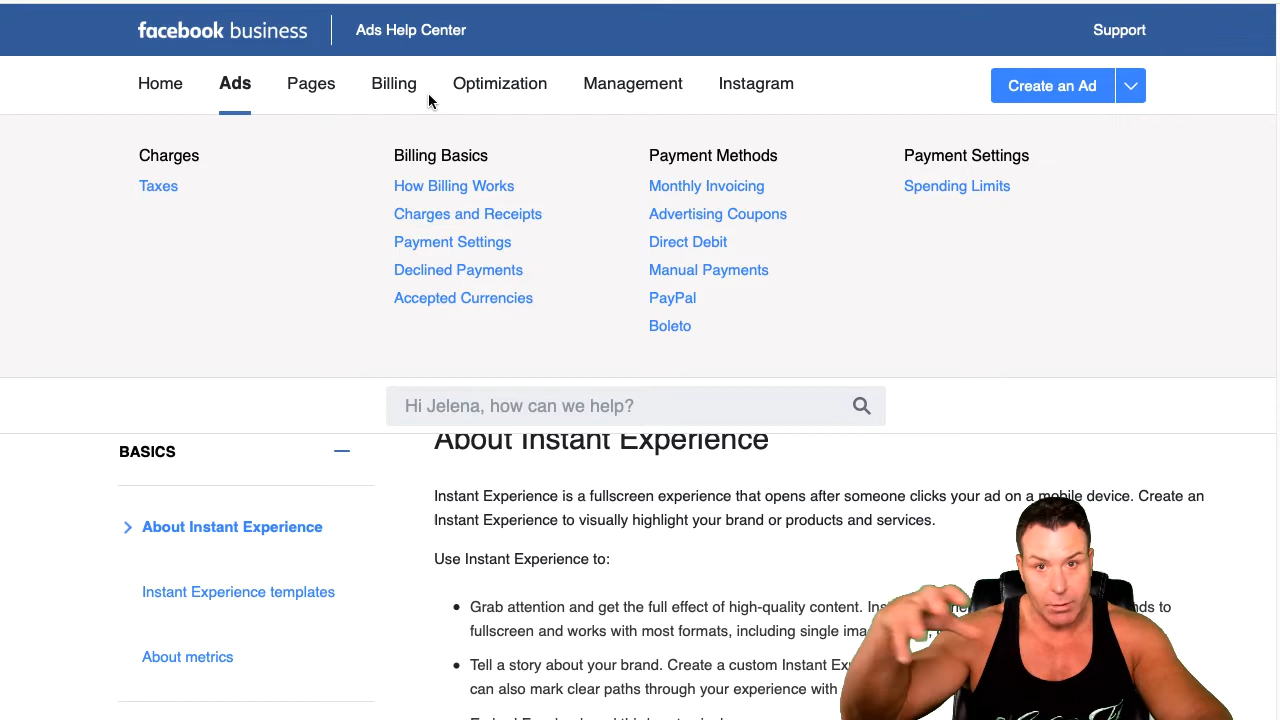 facebook business
Ads Help Center
Support
Home
Ads
Pages
Billing
Optimization
Management
Instagram
Create an Ad
Charges
Taxes
Billing Basics
How Billing Works
Charges and Receipts
Payment Settings
Declined Payments
Accepted Currencies
Payment Methods
Monthly Invoicing
Advertising Coupons
Direct Debit
Manual Payments
PayPal
Boleto
Payment Settings
Spending Limits
Hi Jelena, how can we help?
BASICS
About Instant Experience
Instant Experience templates
About metrics
About Instant Experience
Instant Experience is a fullscreen experience that opens after someone clicks your ad on a mobile device. Create an
Instant Experience to visually highlight your brand or products and services.
Use Instant Experience to:
Grab attention and get the full effect of high-quality content.
fullscreen and works with most formats, including single
Tell a story about your brand. Create a custom Instant
can also mark clear paths through your experience with